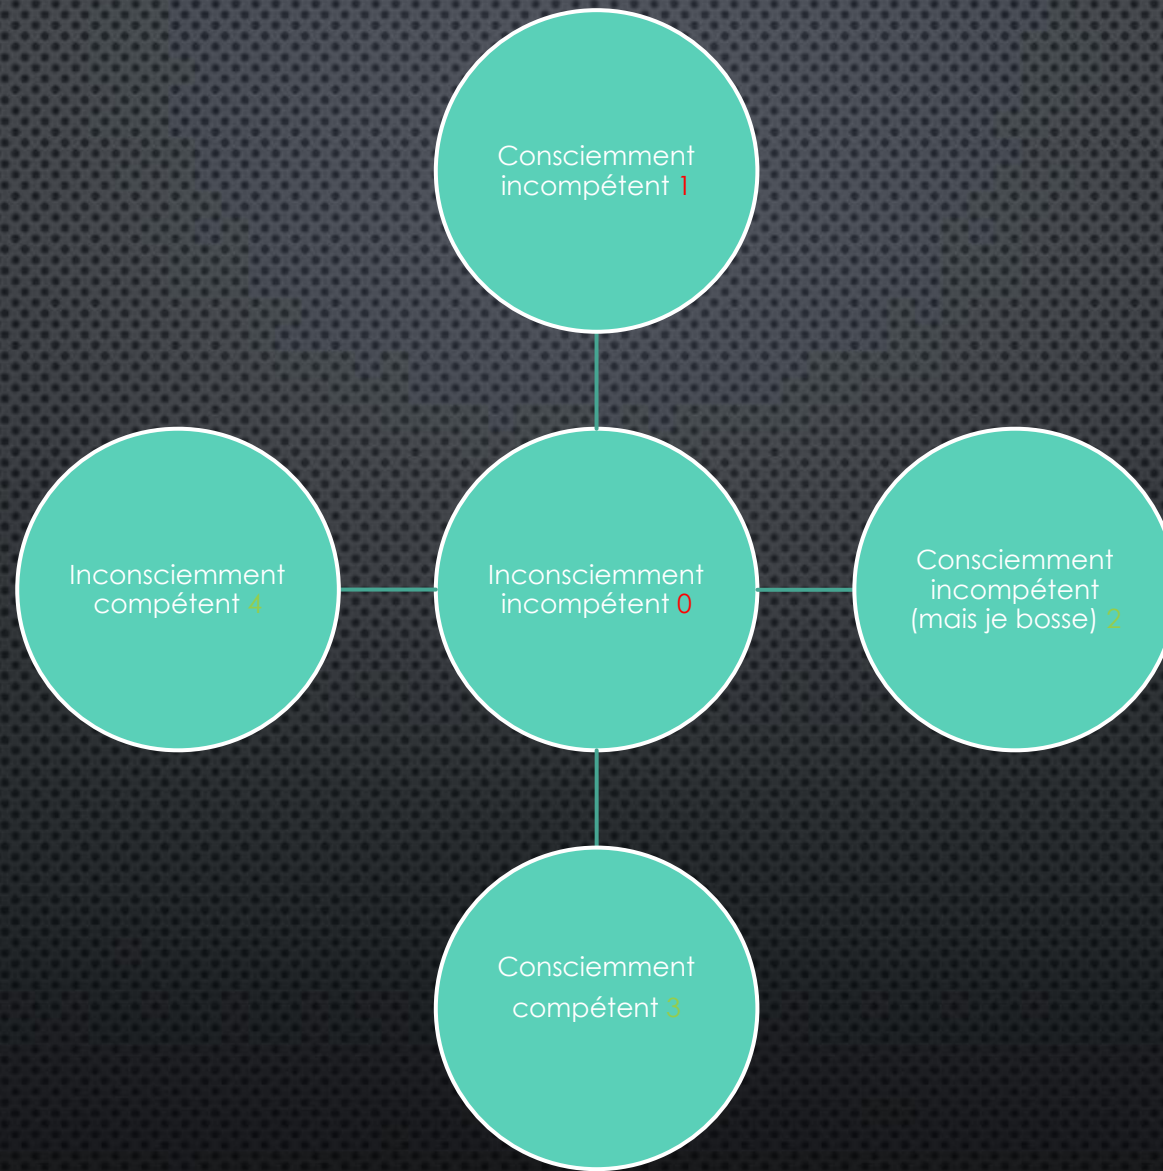 Consciemment
incompétent 1
Inconsciemment
compétent 4
Inconsciemment
incompétent 0
Consciemment
incompétent
(mais je bosse) 2
Consciemment
compétent 3